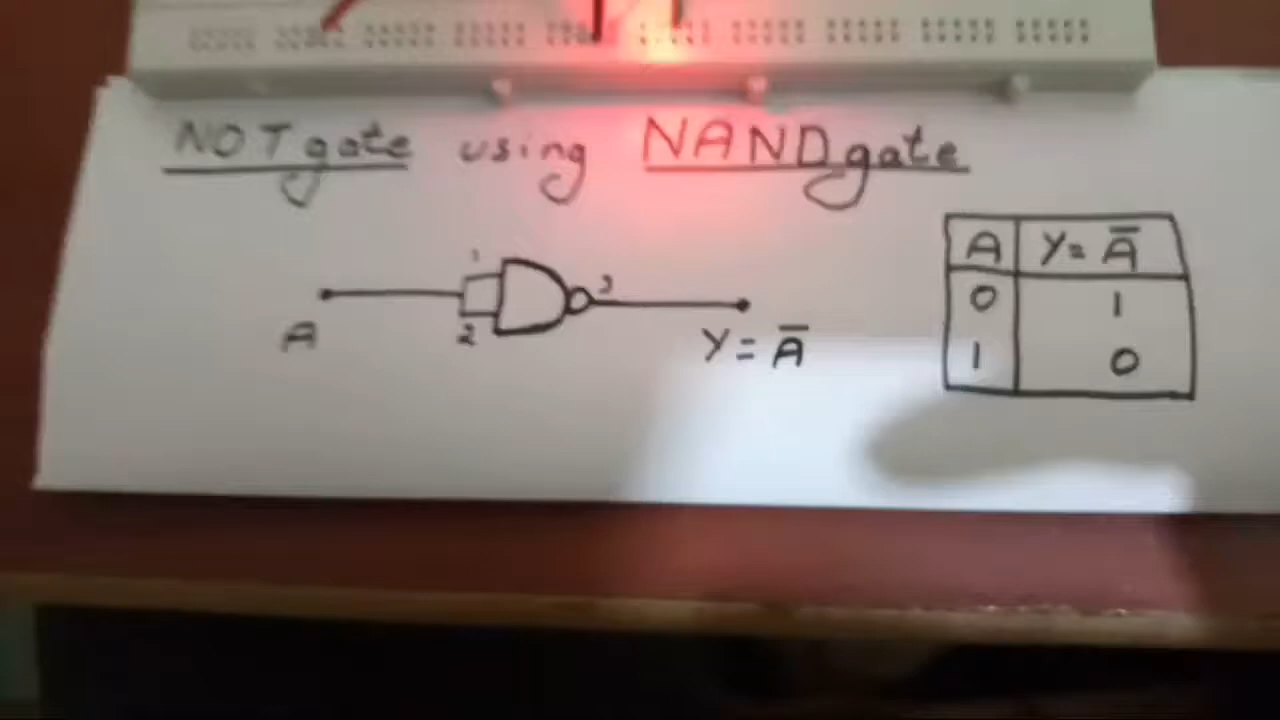 NOT gate using NAND gate
A Y= A̅
0 1
1 0
1
3
2
A
Y = A̅